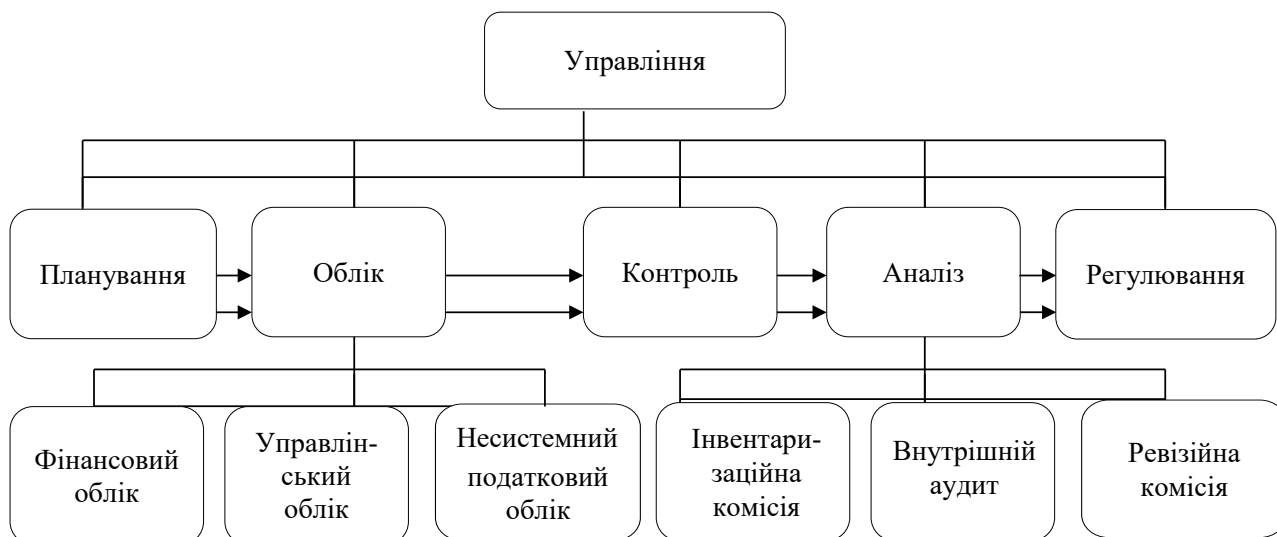 Управління
Планування
Облік
Контроль
Аналіз
Регулювання
Фінансовий
облік
Управлін-
ський
облік
Несистемний
податковий
облік
Інвентари-
заційна
комісія
Внутрішній
аудит
Ревізійна
комісія